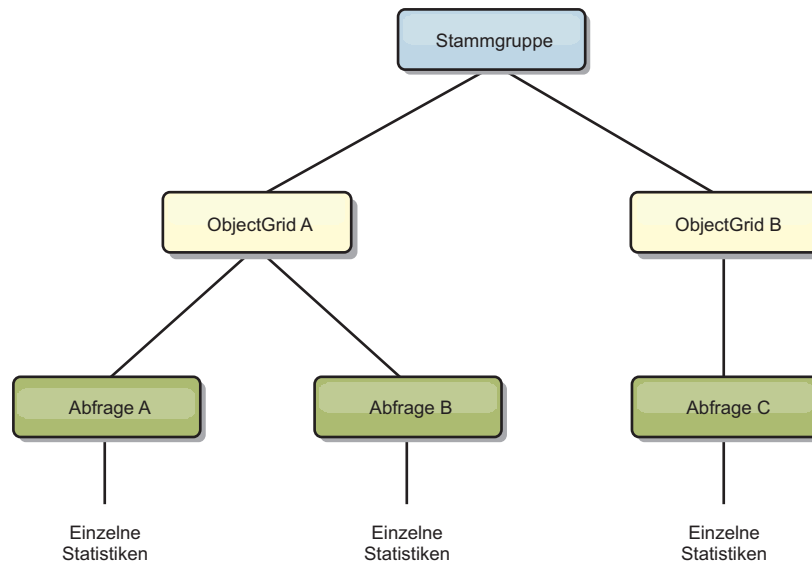 Stammgruppe
ObjectGrid A
ObjectGrid B
Abfrage A
Abfrage B
Abfrage C
Einzelne
Statistiken
Einzelne
Statistiken
Einzelne
Statistiken